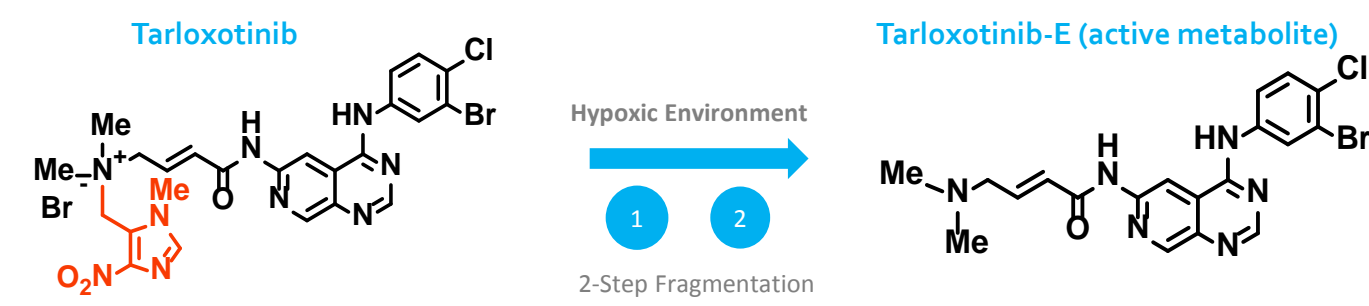 Tarloxotinib
Tarloxotinib-E (active metabolite)
Cl
Br
HN
H
N
Me
Me
N
+
-
Br
O
N
N
N
Me
N
N
O₂N
Hypoxic Environment
1 2
2-Step Fragmentation
Cl
Br
HN
H
N
Me
N
Me
O
N
N
N